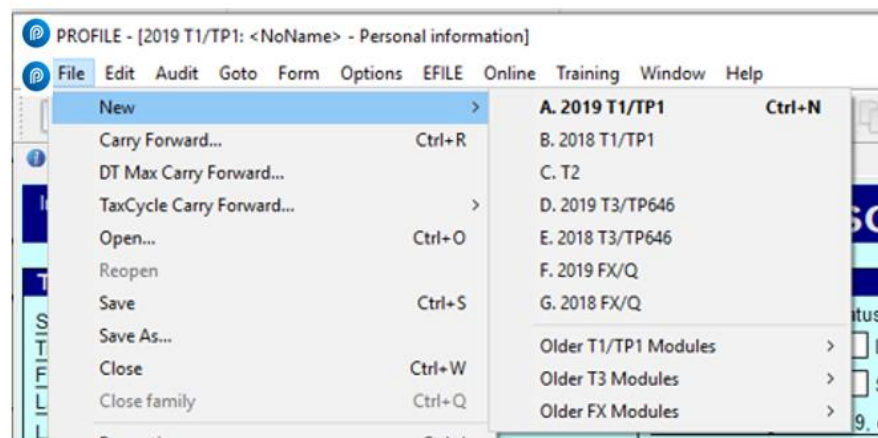 PROFILE - [2019 T1/TP1: <NoName> - Personal information]
File Edit Audit Goto Form Options EFILE Online Training Window Help
New
Carry Forward... Ctrl+R
DT Max Carry Forward...
TaxCycle Carry Forward...
Open... Ctrl+O
Reopen
Save Ctrl+S
Save As...
Close Ctrl+W
Close family Ctrl+Q
A. 2019 T1/TP1 Ctrl+N
B. 2018 T1/TP1
C. T2
D. 2019 T3/TP646
E. 2018 T3/TP646
F. 2019 FX/Q
G. 2018 FX/Q
Older T1/TP1 Modules
Older T3 Modules
Older FX Modules